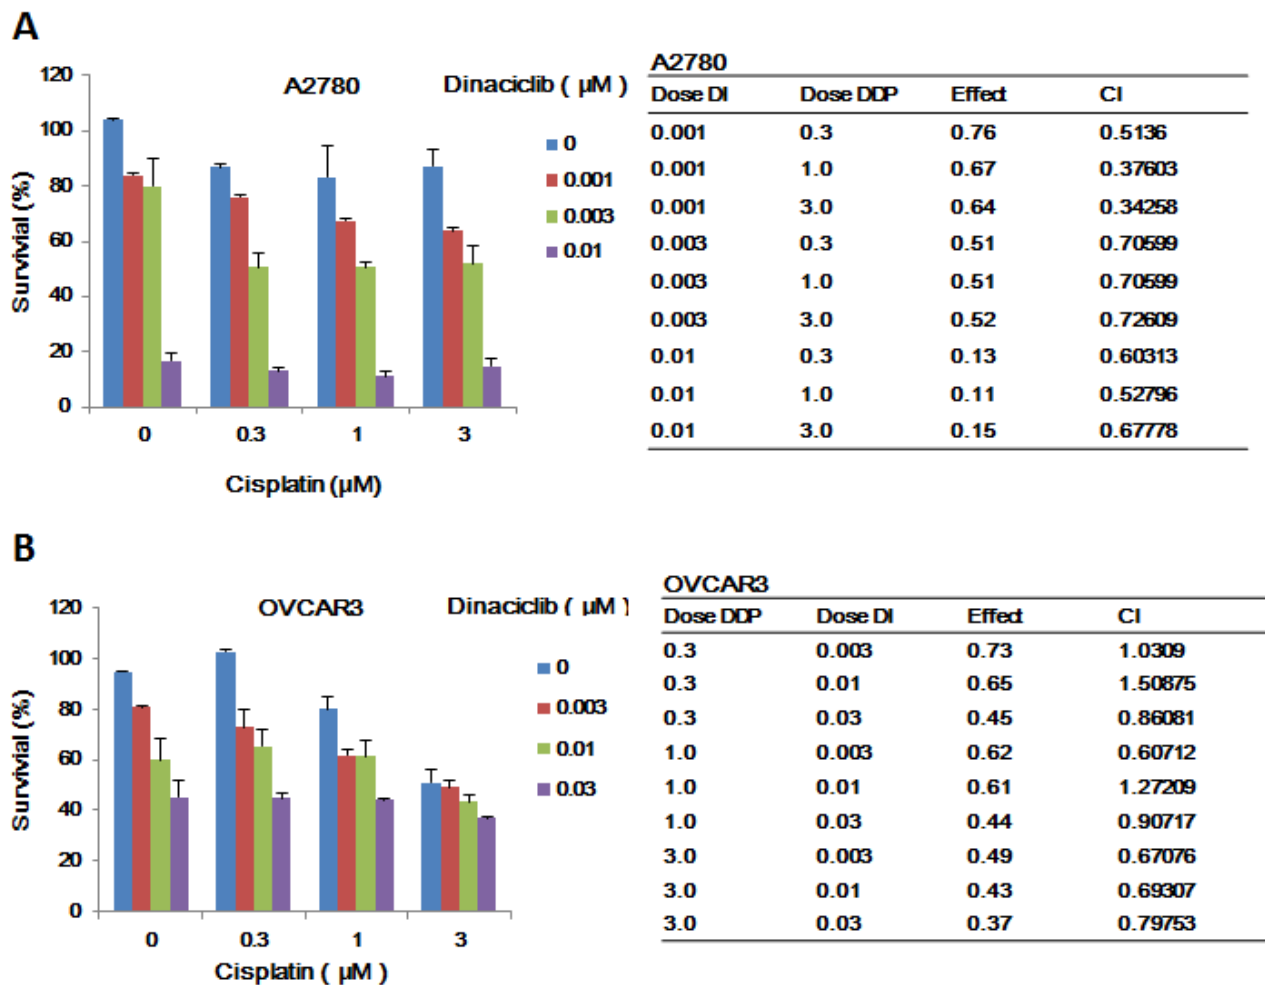 A
A2780
Dinaciclib ( µM )
0
0.001
0.003
0.01
Survivial (%)
120
100
80
60
40
20
0
0 0.3 1 3
Cisplatin (µM)
A2780
Dose DI Dose DDP Effect CI
0.001 0.3 0.76 0.5136
0.001 1.0 0.67 0.37603
0.001 3.0 0.64 0.34258
0.003 0.3 0.51 0.70599
0.003 1.0 0.51 0.70599
0.003 3.0 0.52 0.72609
0.01 0.3 0.13 0.60313
0.01 1.0 0.11 0.52796
0.01 3.0 0.15 0.67778
B
OVCAR3
Dinaciclib ( µM )
0
0.003
0.01
0.03
Survivial (%)
120
100
80
60
40
20
0
0 0.3 1 3
Cisplatin ( µM )
OVCAR3
Dose DDP Dose DI Effect CI
0.3 0.003 0.73 1.0309
0.3 0.01 0.65 1.50875
0.3 0.03 0.45 0.86081
1.0 0.003 0.62 0.60712
1.0 0.01 0.61 1.27209
1.0 0.03 0.44 0.90717
3.0 0.003 0.49 0.67076
3.0 0.01 0.43 0.69307
3.0 0.03 0.37 0.79753